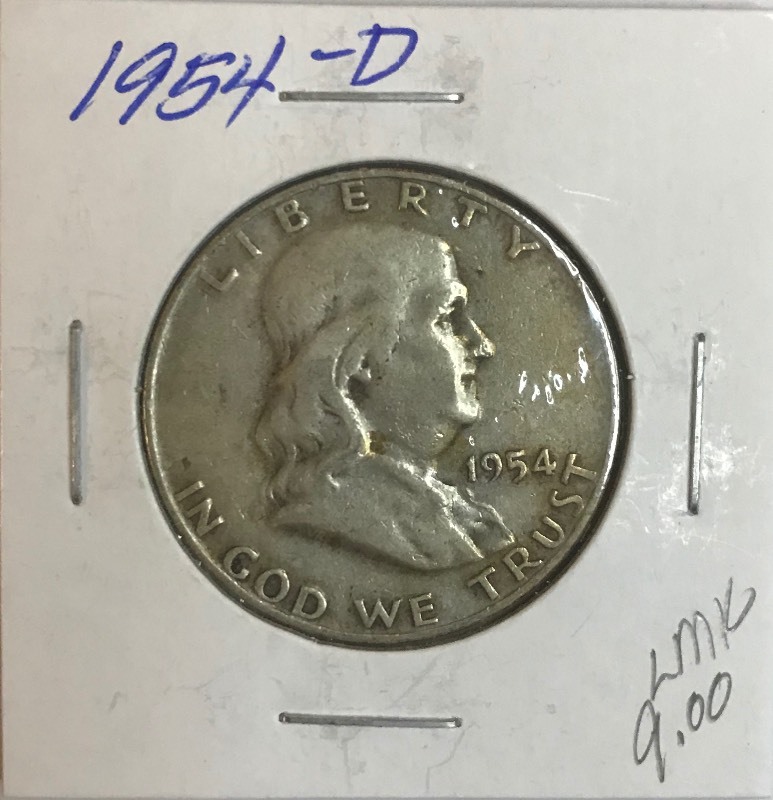 1954-D
LIBERTY
1954
IN GOD WE TRUST
LMK
9.00